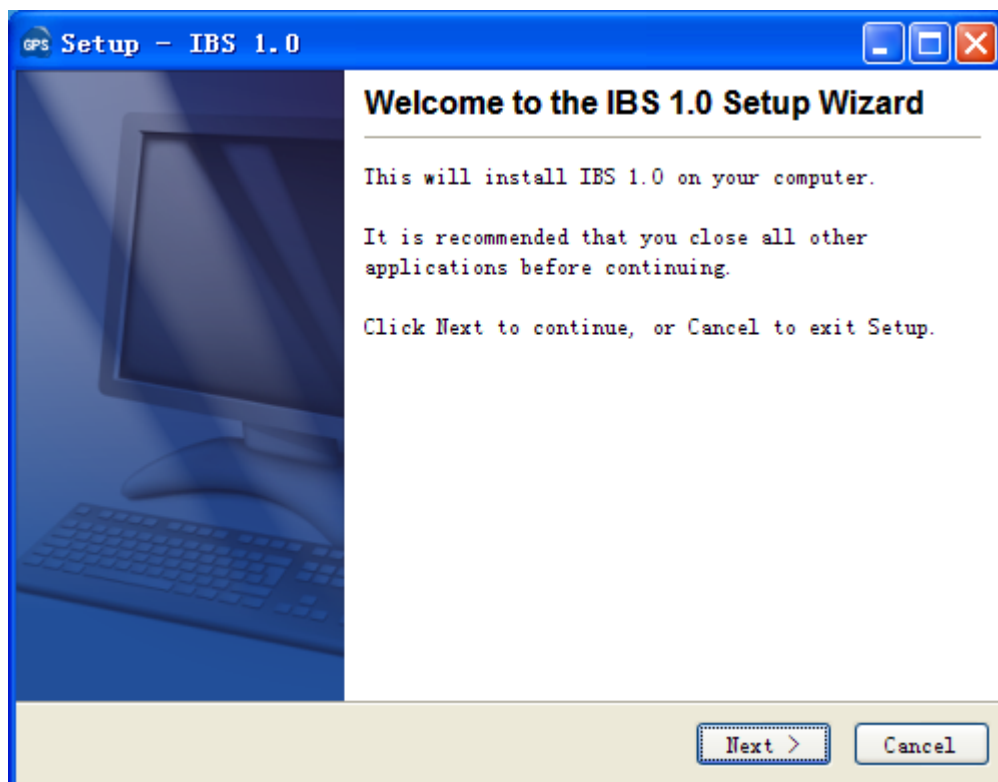 GPS Setup - IBS 1.0
Welcome to the IBS 1.0 Setup Wizard
This will install IBS 1.0 on your computer.
It is recommended that you close all other
applications before continuing.
Click Next to continue, or Cancel to exit Setup.
Next >
Cancel